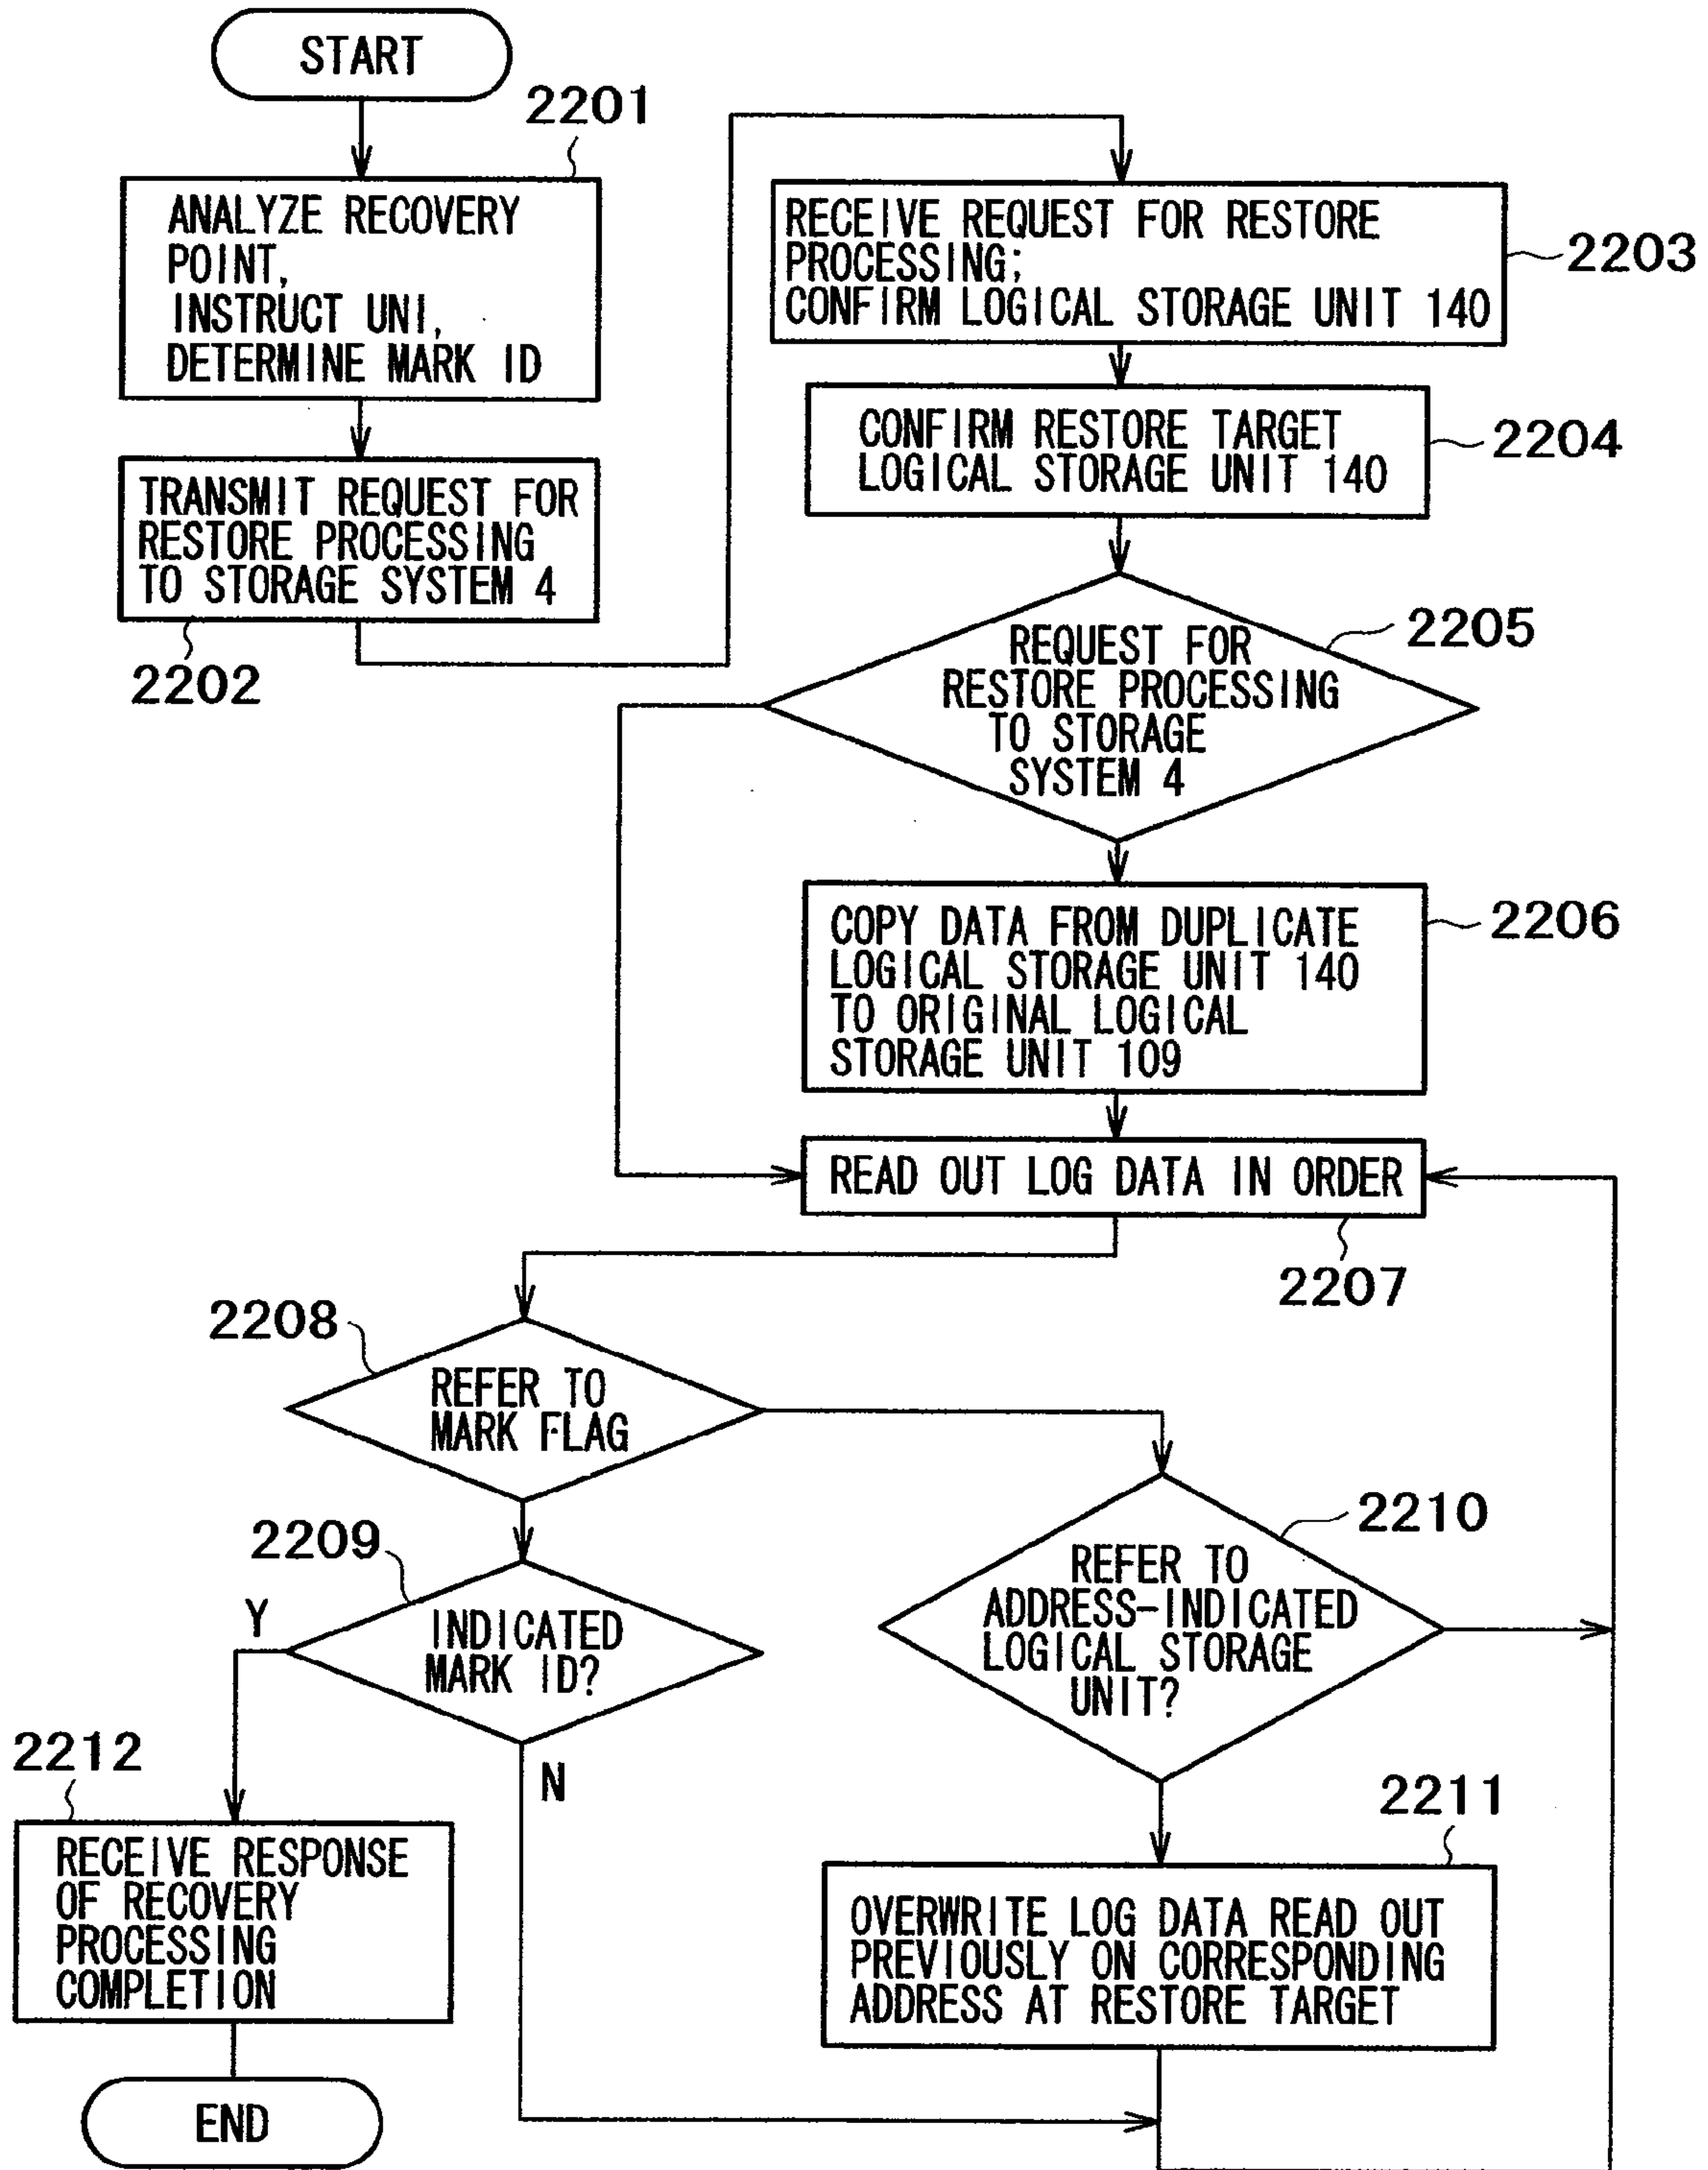 START
2201
ANALYZE RECOVERY
POINT,
INSTRUCT UNI,
DETERMINE MARK ID
TRANSMIT REQUEST FOR
RESTORE PROCESSING
TO STORAGE SYSTEM 4
2202
RECEIVE REQUEST FOR RESTORE
PROCESSING;
CONFIRM LOGICAL STORAGE UNIT 140
2203
CONFIRM RESTORE TARGET
LOGICAL STORAGE UNIT 140
2204
REQUEST FOR
RESTORE PROCESSING
TO STORAGE
SYSTEM 4
2205
COPY DATA FROM DUPLICATE
LOGICAL STORAGE UNIT 140
TO ORIGINAL LOGICAL
STORAGE UNIT 109
2206
READ OUT LOG DATA IN ORDER
2207
2208
REFER TO
MARK FLAG
2209
INDICATED
MARK ID?
Y
N
2210
REFER TO
ADDRESS-INDICATED
LOGICAL STORAGE
UNIT?
2211
OVERWRITE LOG DATA READ OUT
PREVIOUSLY ON CORRESPONDING
ADDRESS AT RESTORE TARGET
2212
RECEIVE RESPONSE
OF RECOVERY
PROCESSING
COMPLETION
END